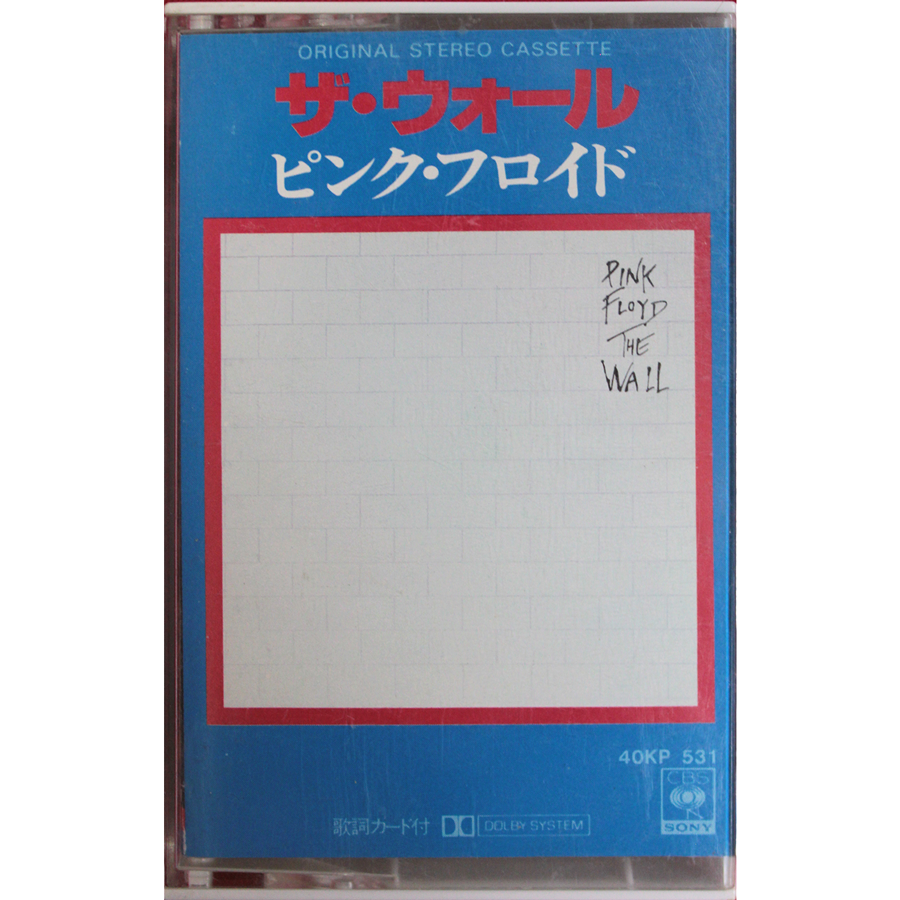 ORIGINAL STEREO CASSETTE
ザ・ウォール
ピンク・フロイド
PINK
FLOYD
THE
WALL
40KP 531
CBS
SONY
歌詞カード付 DOLBY SYSTEM